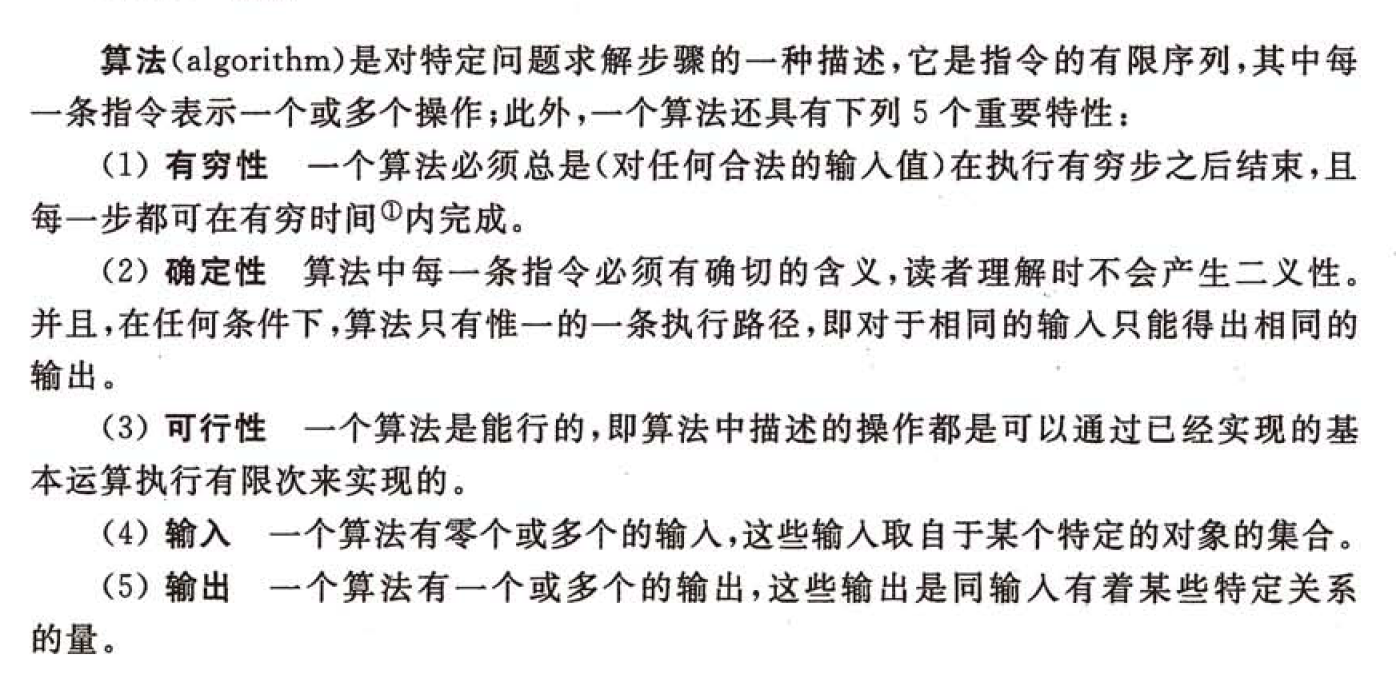 算法(algorithm)是对特定问题求解步骤的一种描述,它是指令的有限序列,其中每
一条指令表示一个或多个操作;此外,一个算法还具有下列 5 个重要特性:
(1) 有穷性 一个算法必须总是(对任何合法的输入值)在执行有穷步之后结束,且
每一步都可在有穷时间①内完成。
(2) 确定性 算法中每一条指令必须有确切的含义,读者理解时不会产生二义性。
并且,在任何条件下,算法只有惟一的一条执行路径,即对于相同的输入只能得出相同的
输出。
(3) 可行性 一个算法是能行的,即算法中描述的操作都是可以通过已经实现的基
本运算执行有限次来实现的。
(4) 输入 一个算法有零个或多个的输入,这些输入取自于某个特定的对象的集合。
(5) 输出 一个算法有一个或多个的输出,这些输出是同输入有着某些特定关系
的量。